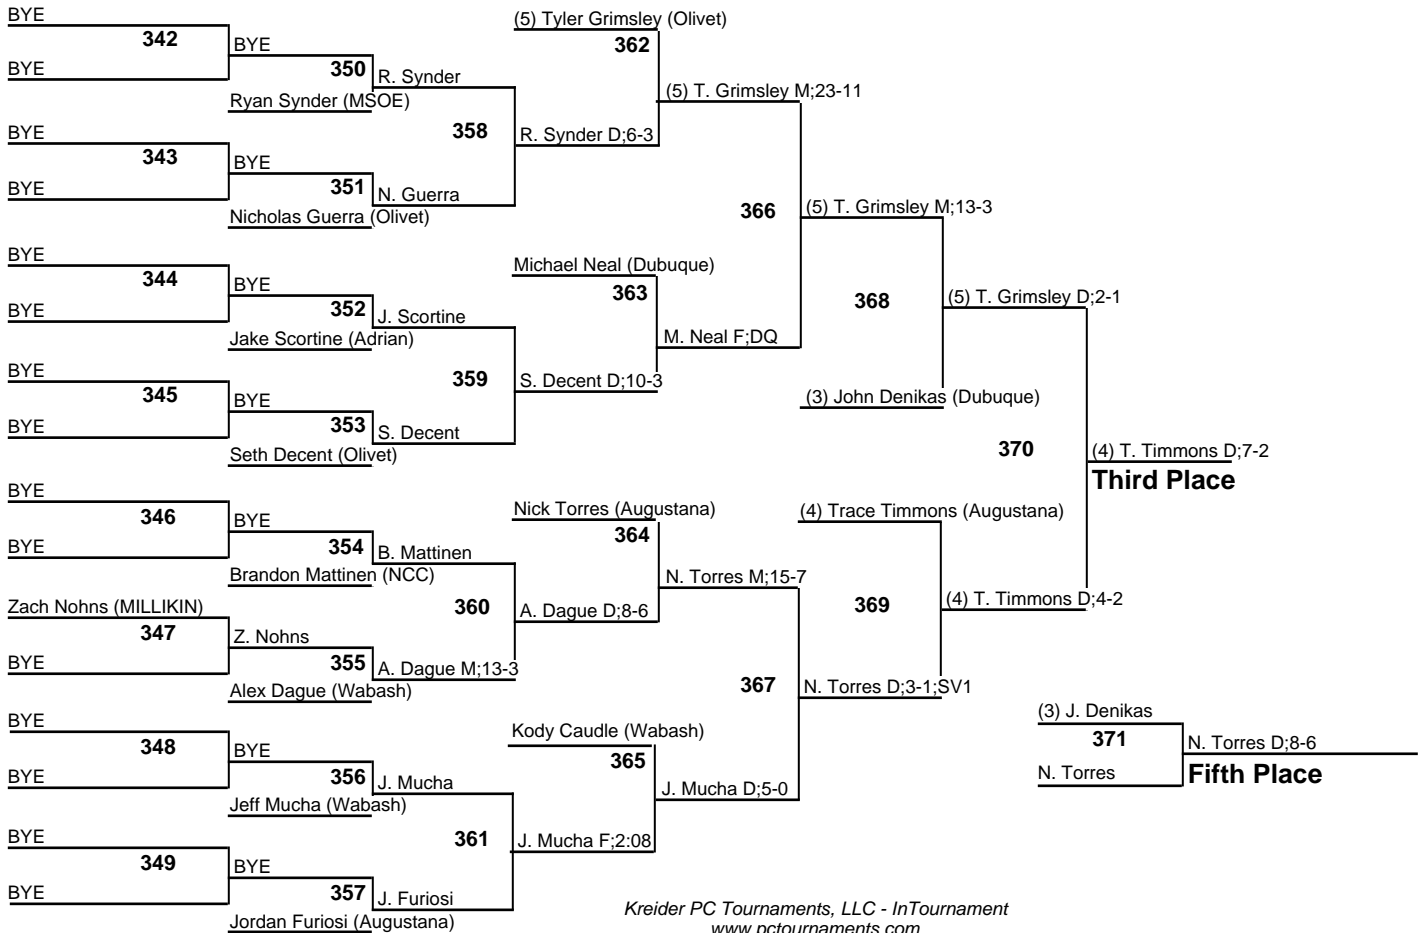 BYE
342
BYE
BYE
350
R. Synder
Ryan Synder (MSOE)
BYE
343
BYE
BYE
351
N. Guerra
Nicholas Guerra (Olivet)
358
R. Synder D;6-3
(5) Tyler Grimsley (Olivet)
362
(5) T. Grimsley M;23-11
BYE
344
BYE
BYE
352
J. Scortine
Jake Scortine (Adrian)
BYE
345
BYE
BYE
353
S. Decent
Seth Decent (Olivet)
359
S. Decent D;10-3
Michael Neal (Dubuque)
363
M. Neal F;DQ
366
(5) T. Grimsley M;13-3
368
(3) John Denikas (Dubuque)
(5) T. Grimsley D;2-1
BYE
346
BYE
BYE
354
B. Mattinen
Brandon Mattinen (NCC)
Zach Nohns (MILLIKIN)
347
BYE
Z. Nohns
355
A. Dague M;13-3
Alex Dague (Wabash)
360
A. Dague D;8-6
Nick Torres (Augustana)
364
N. Torres M;15-7
BYE
348
BYE
BYE
356
J. Mucha
Jeff Mucha (Wabash)
BYE
349
BYE
BYE
357
J. Furiosi
Jordan Furiosi (Augustana)
361
J. Mucha F;2:08
Kody Caudle (Wabash)
365
J. Mucha D;5-0
367
N. Torres D;3-1;SV1
(4) Trace Timmons (Augustana)
369
(4) T. Timmons D;4-2
370
(4) T. Timmons D;7-2
Third Place
(3) J. Denikas
371
N. Torres
N. Torres D;8-6
Fifth Place
Kreider PC Tournaments, LLC - InTournament
www.pctournaments.com